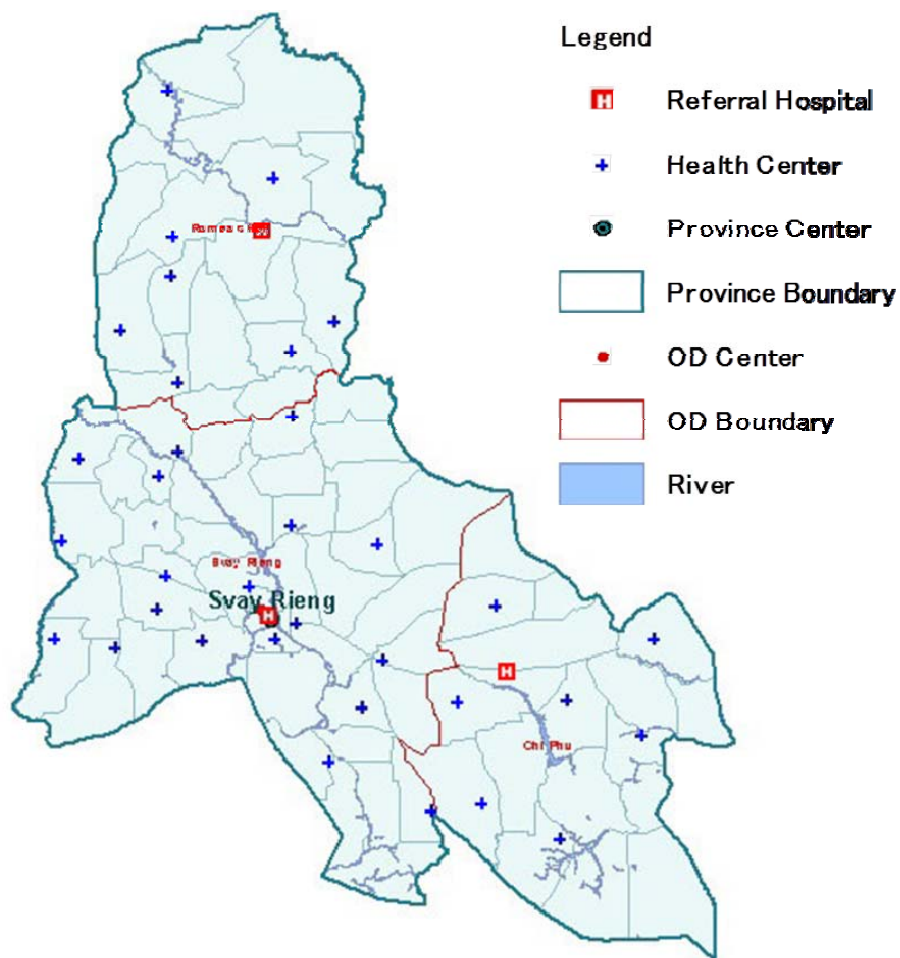 Legend
Referral Hospital
Health Center
Province Center
Province Boundary
OD Center
OD Boundary
River
Svay Rieng
Svay Rieng
Chi Phu